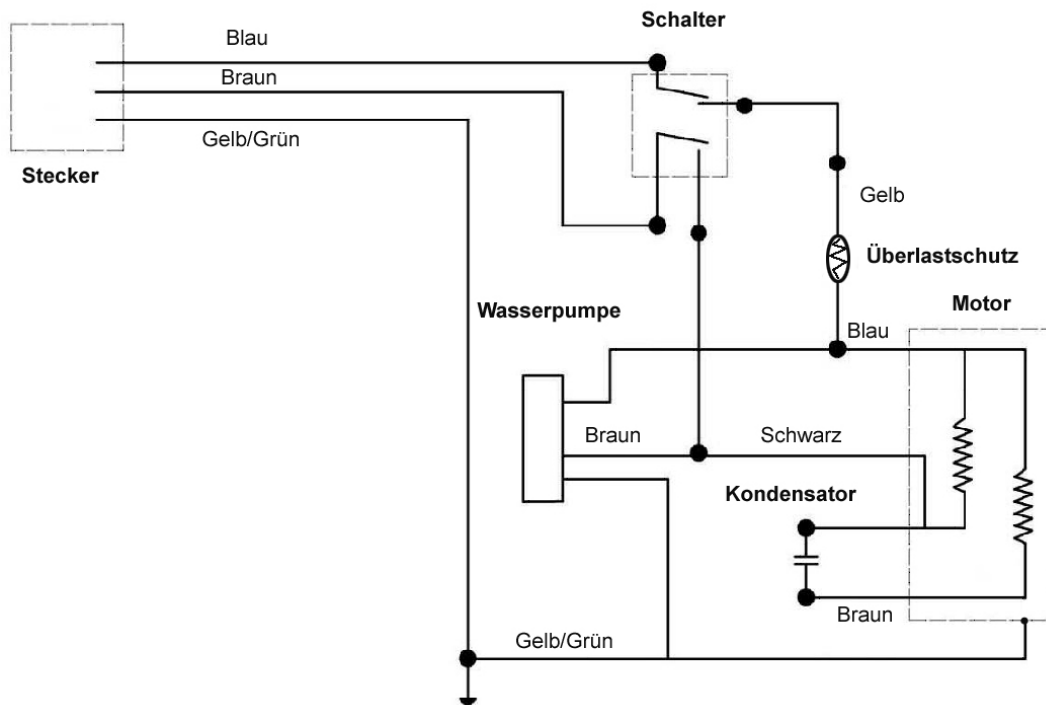 Schalter
Blau
Braun
Gelb/Grün
Stecker
Gelb
Überlastschutz
Wasserpumpe
Motor
Blau
Braun
Schwarz
Kondensator
Braun
Gelb/Grün